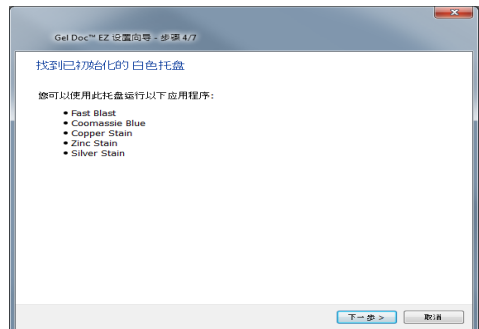 Gel Doc™ EZ 设置向导 - 步骤 4/7
找到已初始化的 白色托盘
您可以使用此托盘运行以下应用程序:
• Fast Blast
• Coomassie Blue
• Copper Stain
• Zinc Stain
• Silver Stain
下一步 >
取消